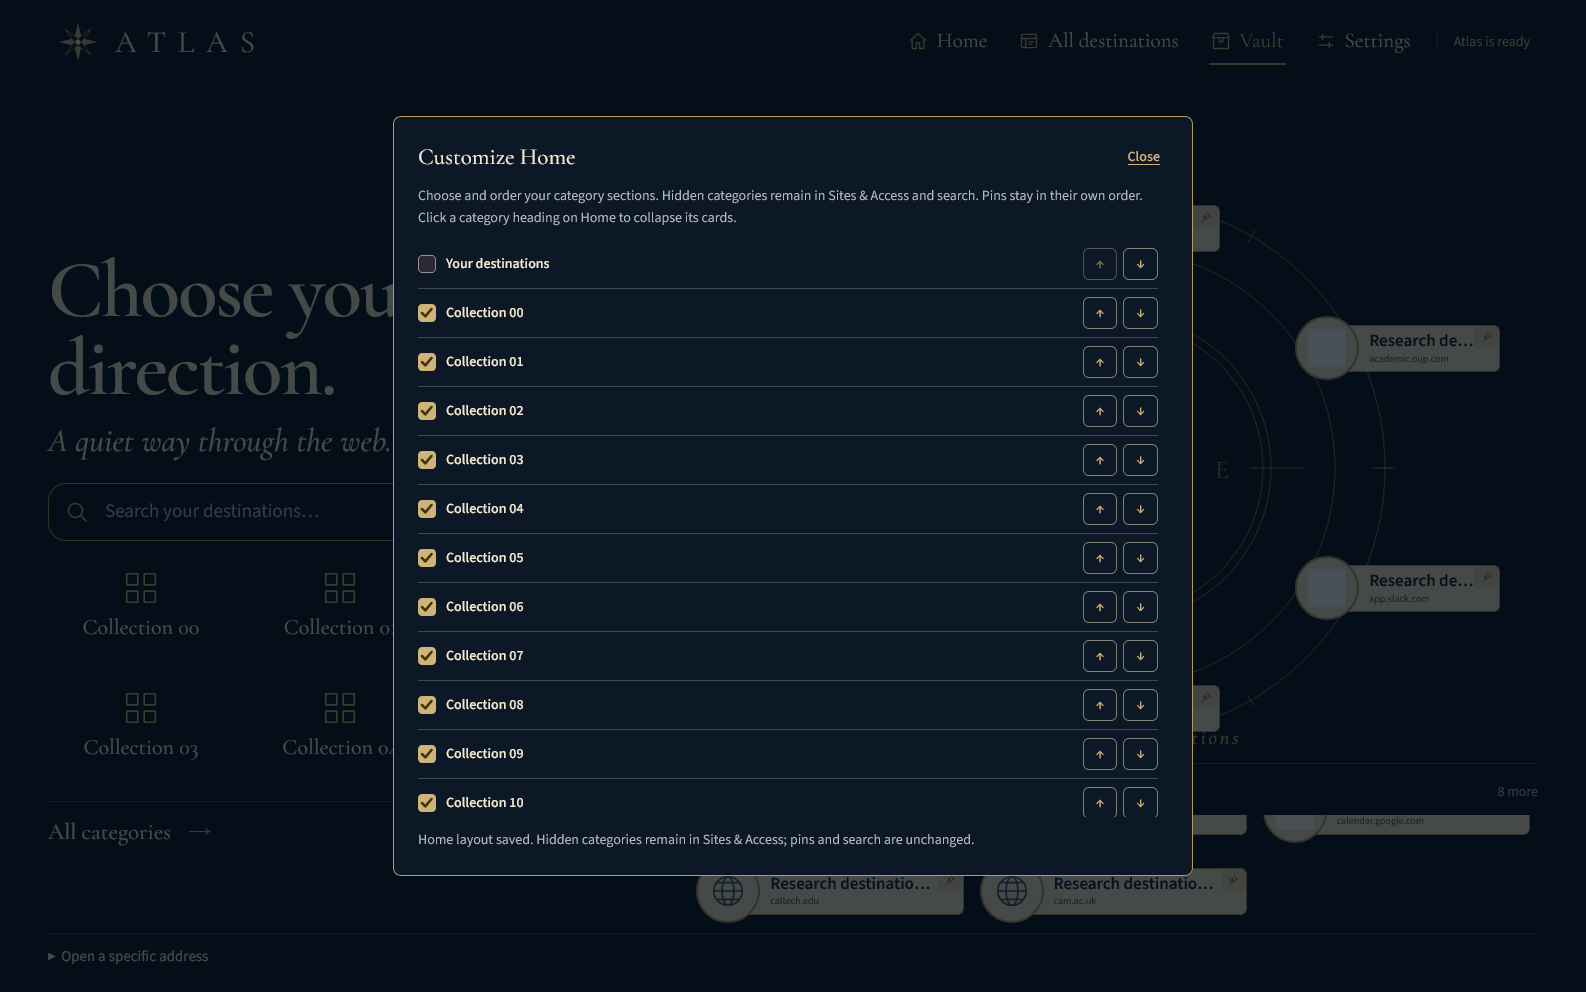 ATLAS
Home
All destinations
Vault
Settings
Atlas is ready
Customize Home
Close
Choose and order your category sections. Hidden categories remain in Sites & Access and search. Pins stay in their own order.
Click a category heading on Home to collapse its cards.
Your destinations
Collection 00
Collection 01
Collection 02
Collection 03
Collection 04
Collection 05
Collection 06
Collection 07
Collection 08
Collection 09
Collection 10
Home layout saved. Hidden categories remain in Sites & Access; pins and search are unchanged.
Choose you
direction.
A quiet way through the web.
Search your destinations…
Collection 00
Collection 0
Collection 03
Collection 0
All categories →
Research de…
academic.oup.com
E
Research de…
app.slack.com
tions
8 more
calendar.google.com
Research destinatio…
caltech.edu
Research destinatio…
cam.ac.uk
Open a specific address